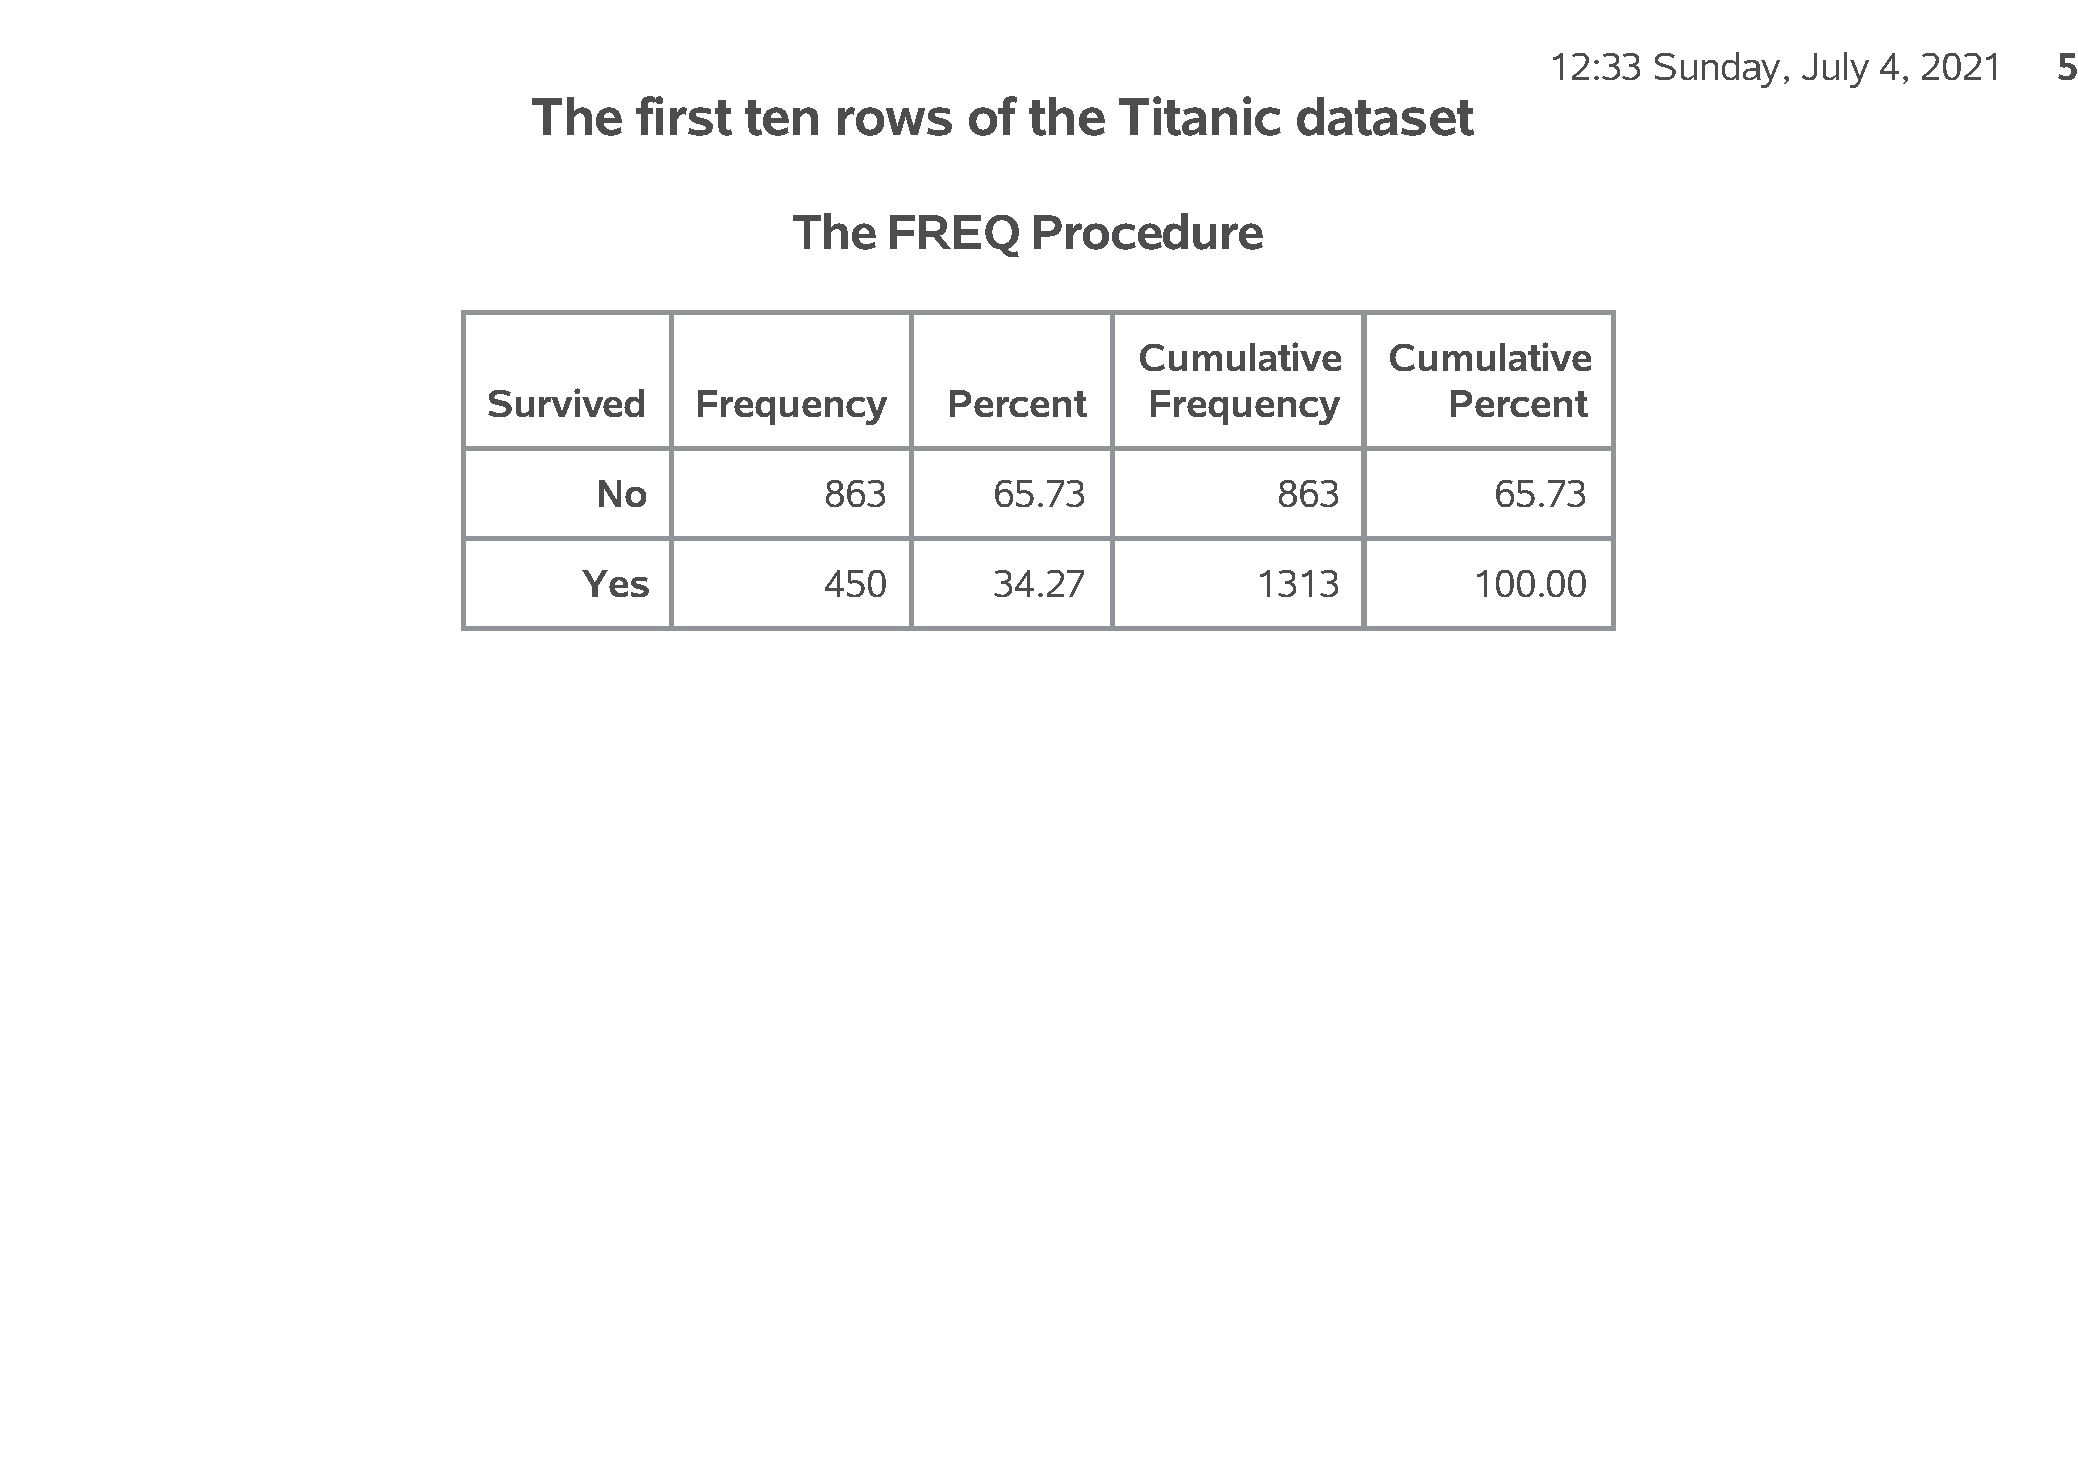 12:33 Sunday, July 4, 2021 5
The first ten rows of the Titanic dataset
The FREQ Procedure
Survived Frequency Percent Cumulative Frequency Cumulative Percent
No 863 65.73 863 65.73
Yes 450 34.27 1313 100.00